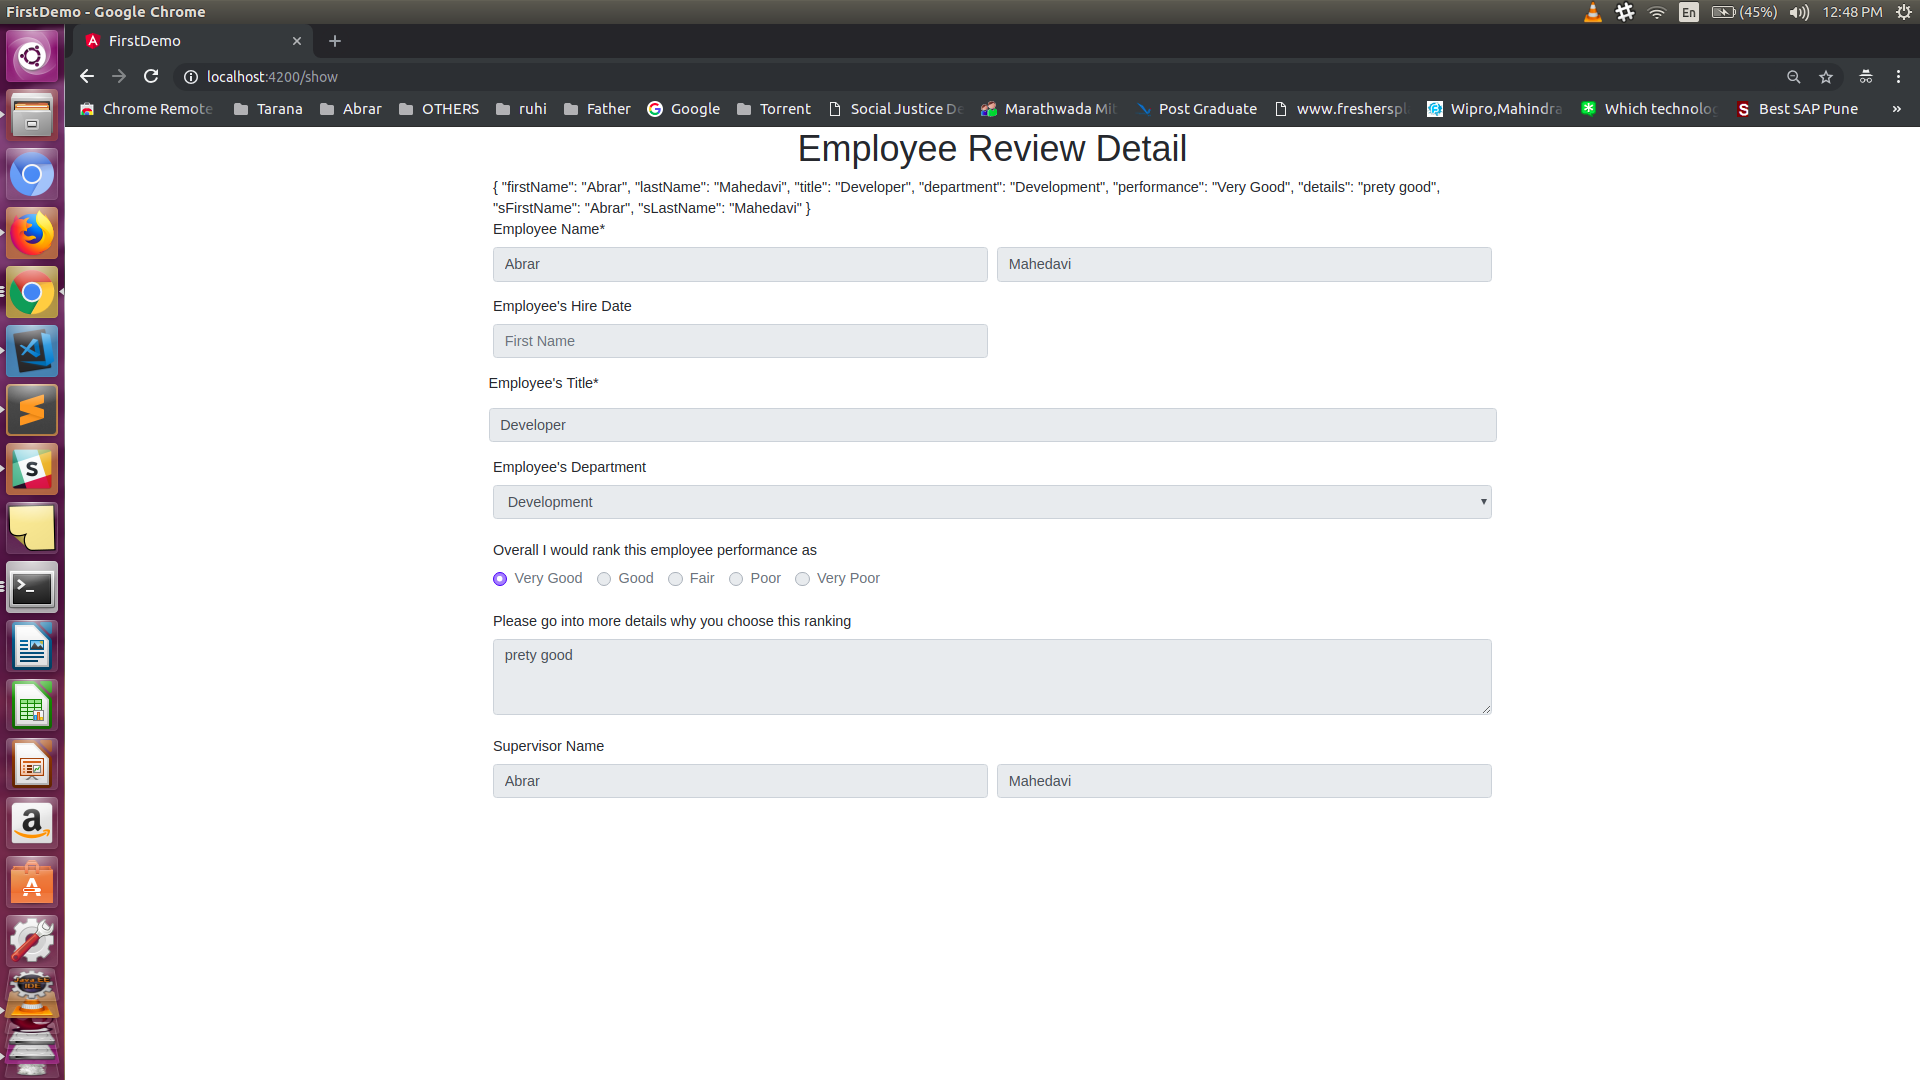 FirstDemo - Google Chrome
En (45%) 12:48 PM
FirstDemo
localhost:4200/show
Chrome Remote Tarana Abrar OTHERS ruhi Father Google Torrent Social Justice De Marathwada Mit Post Graduate www.freshersplu Wipro,Mahindra Which technolog Best SAP Pune »
Employee Review Detail
{ "firstName": "Abrar", "lastName": "Mahedavi", "title": "Developer", "department": "Development", "performance": "Very Good", "details": "prety good",
"sFirstName": "Abrar", "sLastName": "Mahedavi" }
Employee Name*
Abrar Mahedavi
Employee's Hire Date
First Name
Employee's Title*
Developer
Employee's Department
Development
Overall I would rank this employee performance as
Very Good Good Fair Poor Very Poor
Please go into more details why you choose this ranking
prety good
Supervisor Name
Abrar Mahedavi